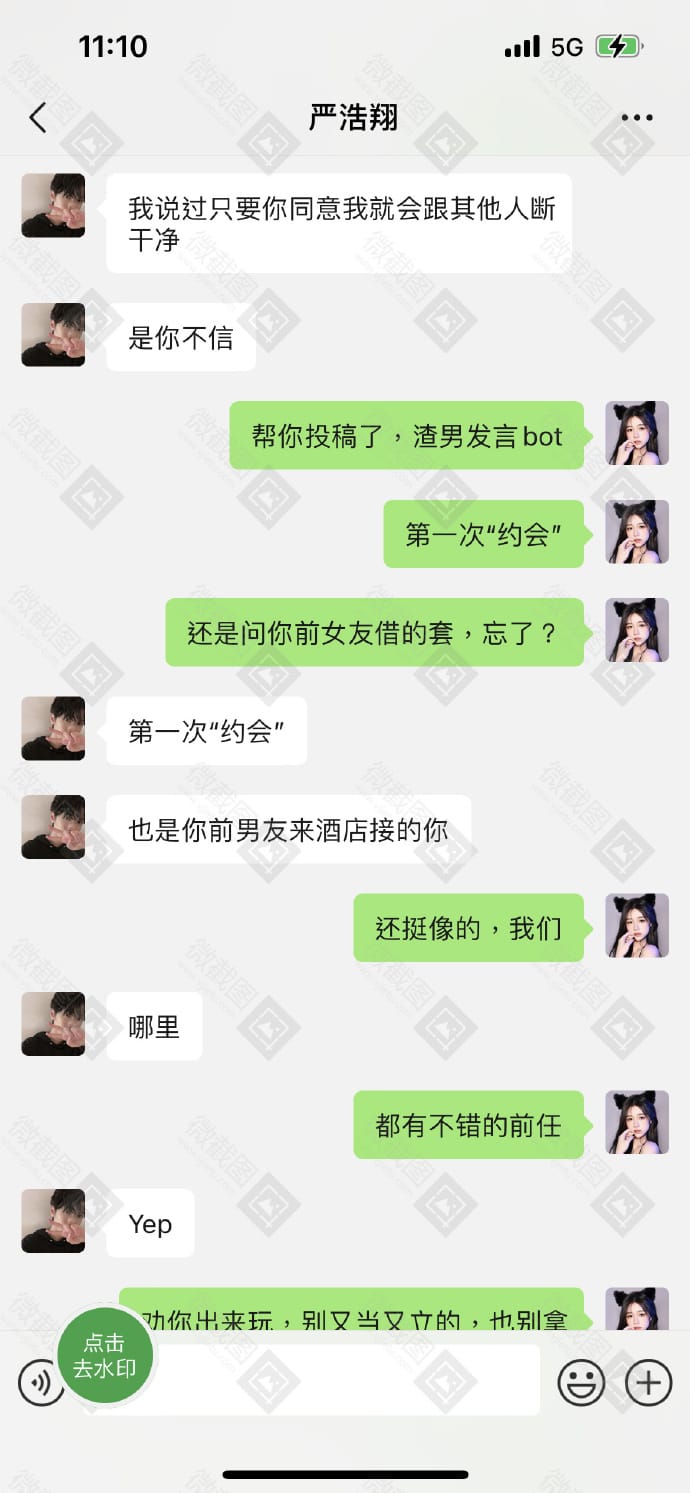 11:10
5G
严浩翔
我说过只要你同意我就会跟其他人断
干净
是你不信
帮你投稿了，渣男发言bot
第一次“约会”
还是问你前女友借的套，忘了？
第一次“约会”
也是你前男友来酒店接的你
还挺像的，我们
哪里
都有不错的前任
Yep
劝你出来玩，别又当又立的，也别拿
点击
去水印
微截图